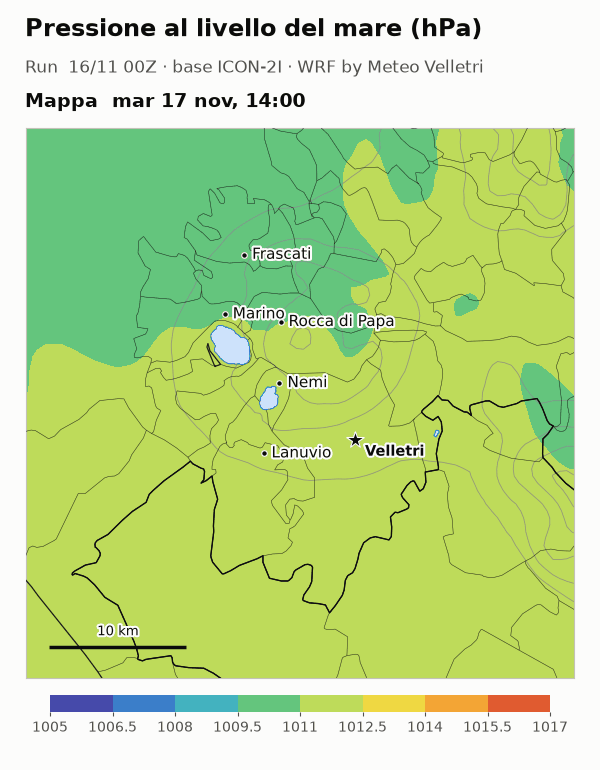 Pressione al livello del mare (hPa)
Run  16/11 00Z · base ICON-2I · WRF by Meteo Velletri
Mappa  mar 17 nov, 14:00
Frascati
Marino
Rocca di Papa
Nemi
Velletri
Lanuvio
10 km
1005 1006.5 1008 1009.5 1011 1012.5 1014 1015.5 1017